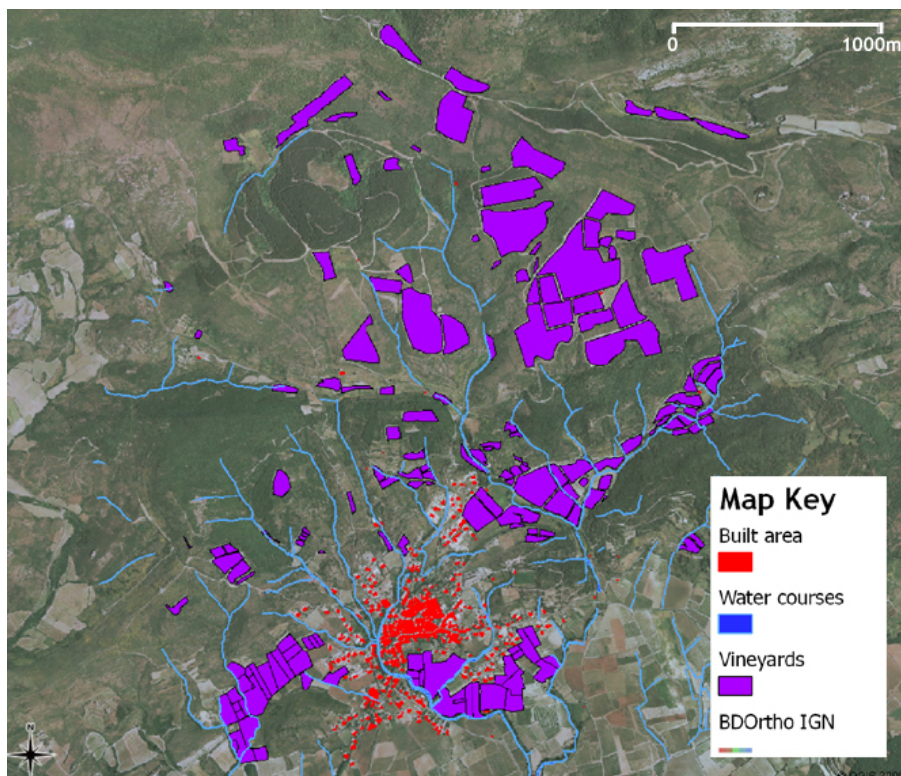 0 1000m
N
Map Key
Built area
Water courses
Vineyards
BDOrtho IGN